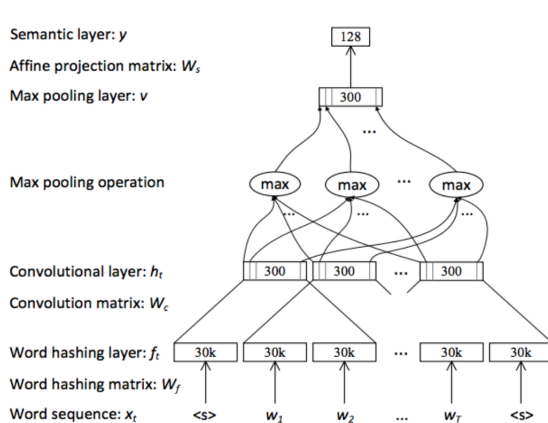 Semantic layer: y 128
Affine projection matrix: Ws
Max pooling layer: v 300
...
Max pooling operation max max ... max
... ... ...
Convolutional layer: ht 300 300 ... 300
Convolution matrix: Wc
Word hashing layer: ft 30k 30k 30k ... 30k 30k
Word hashing matrix: Wf
Word sequence: xt <s> w1 w2 ... wT <s>